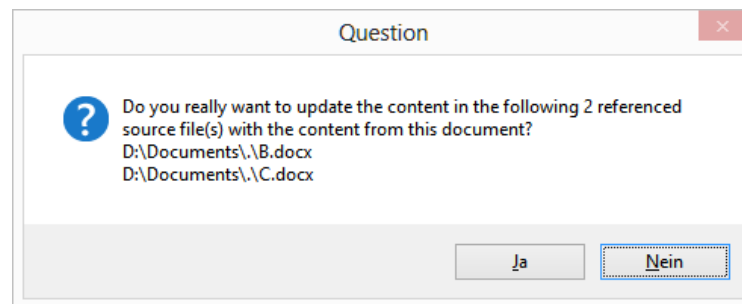 Question
Do you really want to update the content in the following 2 referenced
source file(s) with the content from this document?
D:\Documents\.\B.docx
D:\Documents\.\C.docx
Ja
Nein